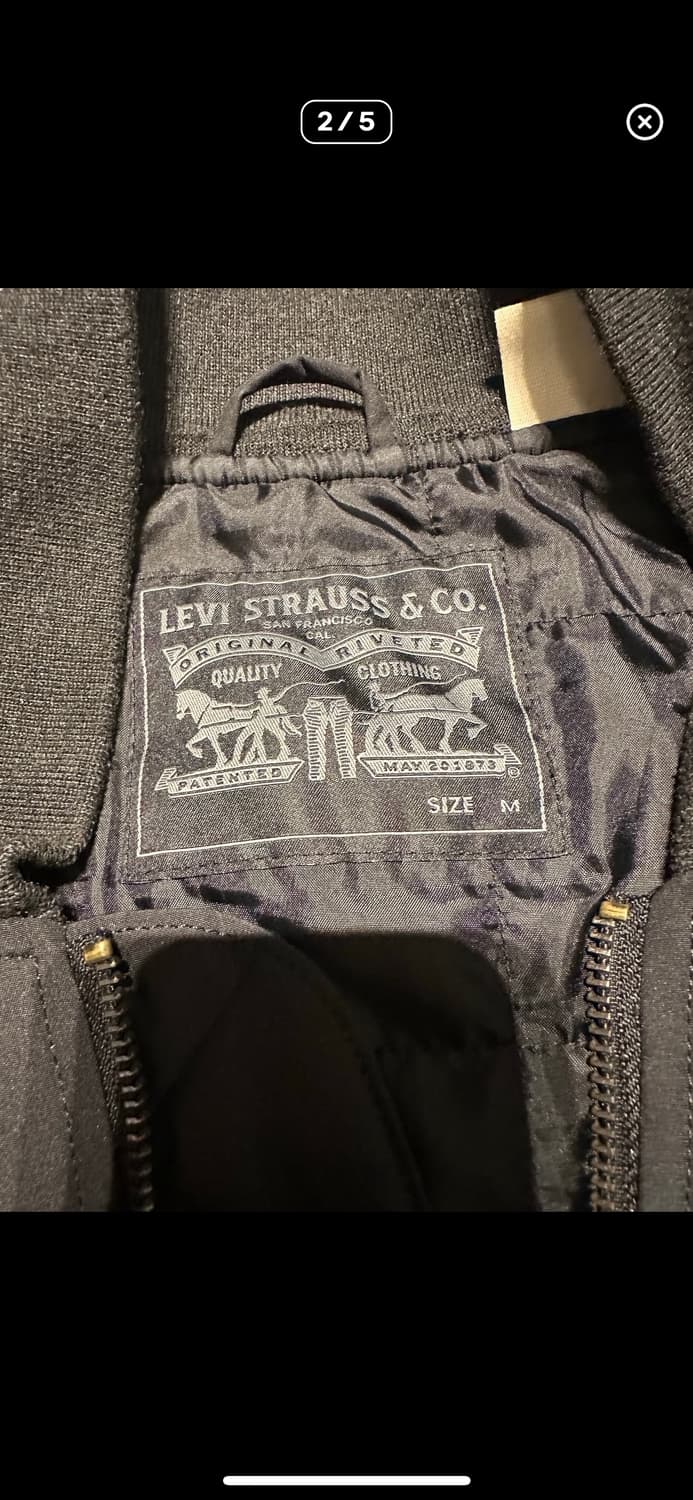 2/5
LEVI STRAUSS & CO.
SAN FRANCISCO
CAL.
ORIGINAL RIVETED
QUALITY CLOTHING
PATENTED MAY 20 1873
®
SIZE M